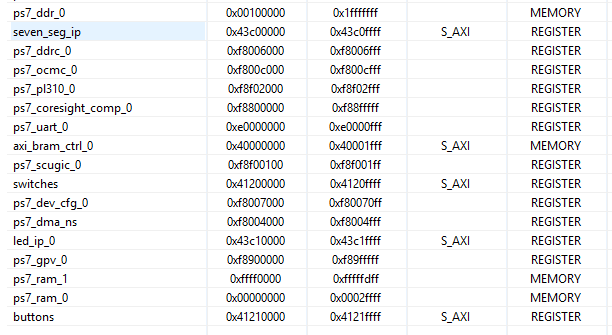 ps7_ddr_0 0x00100000 0x1fffffff MEMORY
seven_seg_ip 0x43c00000 0x43c0ffff S_AXI REGISTER
ps7_ddrc_0 0xf8006000 0xf8006fff REGISTER
ps7_ocmc_0 0xf800c000 0xf800cfff REGISTER
ps7_pl310_0 0xf8f02000 0xf8f02fff REGISTER
ps7_coresight_comp_0 0xf8800000 0xf88fffff REGISTER
ps7_uart_0 0xe0000000 0xe0000fff REGISTER
axi_bram_ctrl_0 0x40000000 0x40001fff S_AXI MEMORY
ps7_scugic_0 0xf8f00100 0xf8f001ff REGISTER
switches 0x41200000 0x4120ffff S_AXI REGISTER
ps7_dev_cfg_0 0xf8007000 0xf80070ff REGISTER
ps7_dma_ns 0xf8004000 0xf8004fff REGISTER
led_ip_0 0x43c10000 0x43c1ffff S_AXI REGISTER
ps7_gpv_0 0xf8900000 0xf89fffff REGISTER
ps7_ram_1 0xffff0000 0xfffffdff MEMORY
ps7_ram_0 0x00000000 0x0002ffff MEMORY
buttons 0x41210000 0x4121ffff S_AXI REGISTER